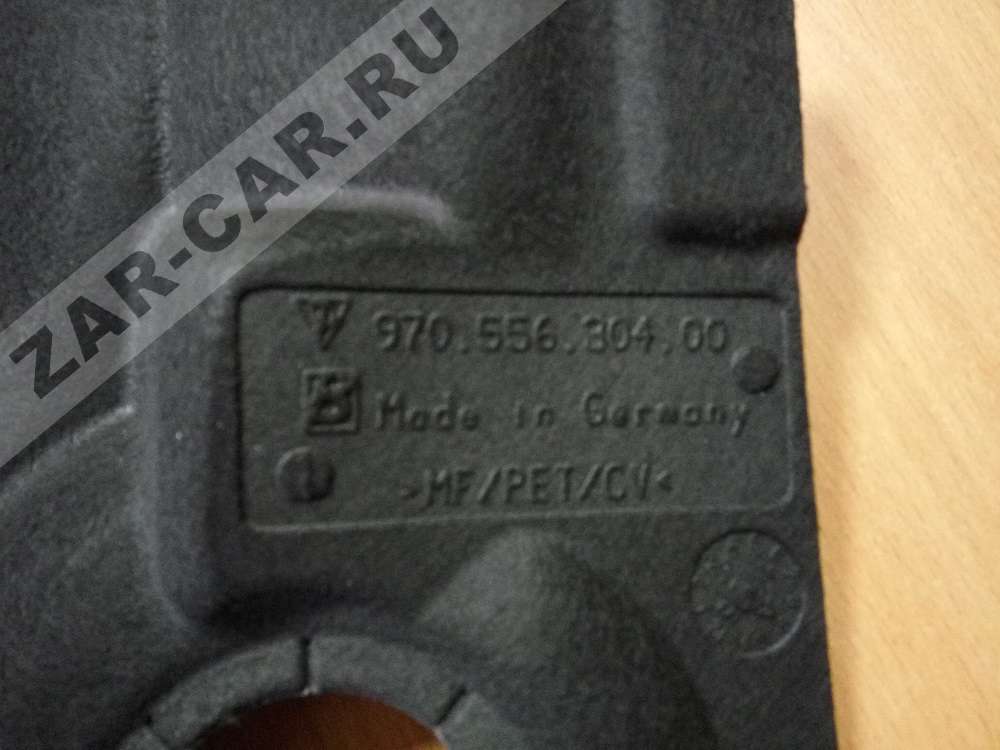 ZAR-CAR.RU
970.556.304.00
Made in Germany
>MF/PET/CV<